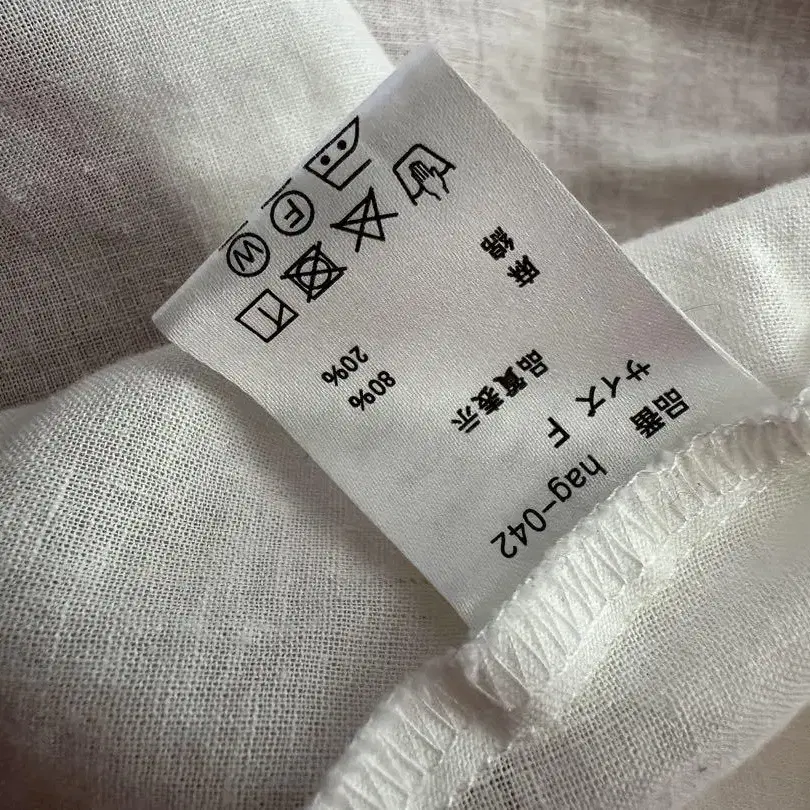 品番 hag-042
サイズ F
品質表示
麻 80%
綿 20%
F W